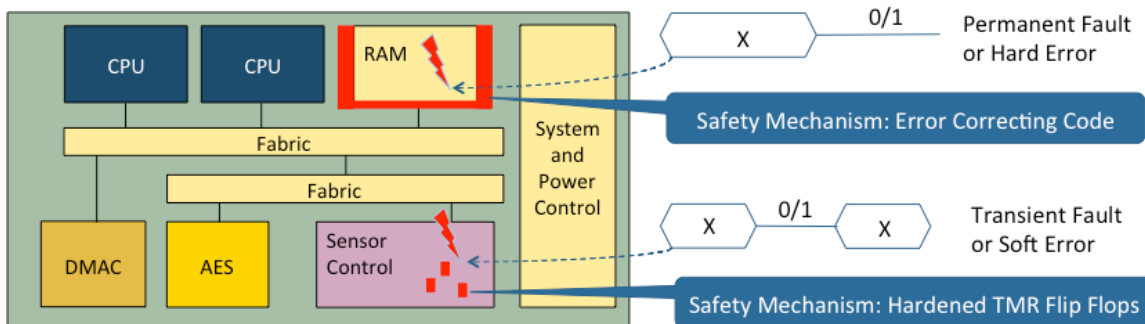 CPU
CPU
RAM
Fabric
Fabric
DMAC
AES
Sensor
Control
System
and
Power
Control
X
0/1
Permanent Fault
or Hard Error
Safety Mechanism: Error Correcting Code
X
0/1
X
Transient Fault
or Soft Error
Safety Mechanism: Hardened TMR Flip Flops